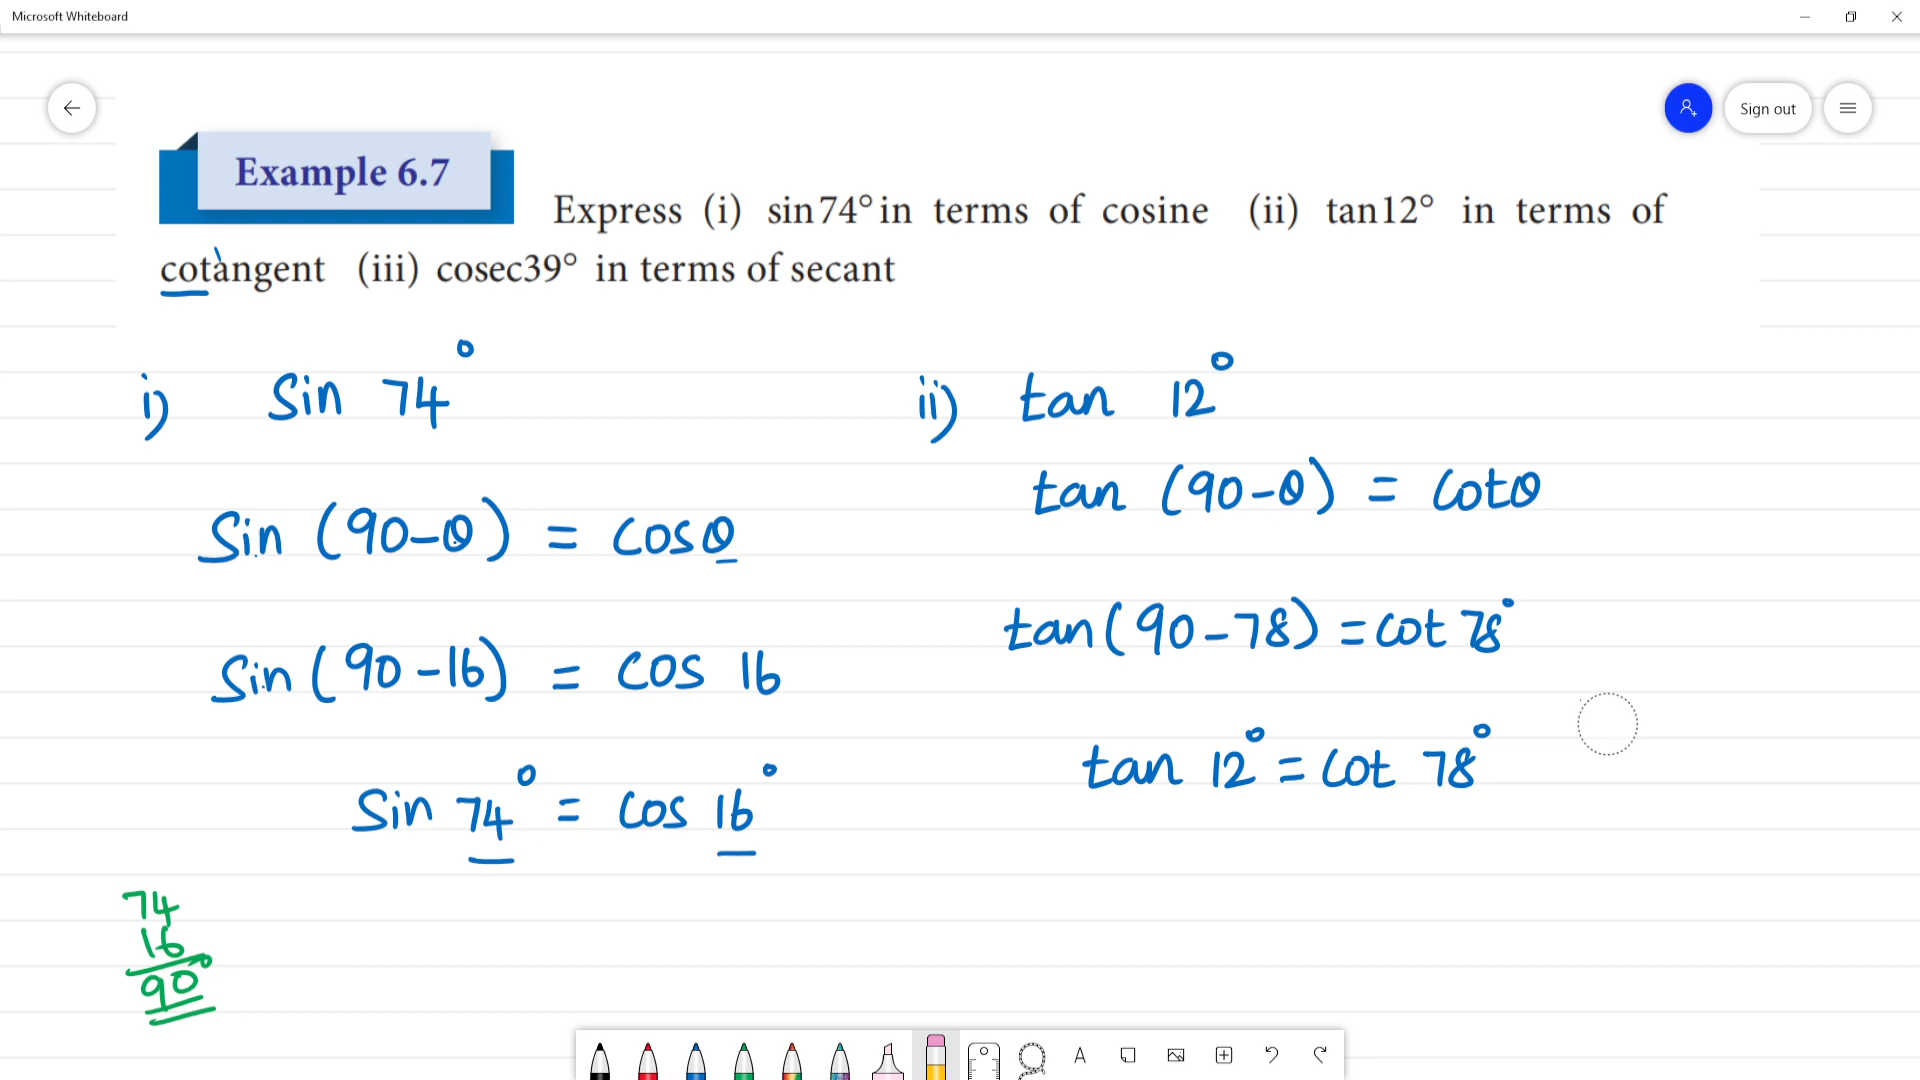 Microsoft Whiteboard
Sign out
Example 6.7
Express (i) sin74° in terms of cosine (ii) tan12° in terms of
cotangent (iii) cosec39° in terms of secant
i) Sin 74°
Sin (90-θ) = cosθ
Sin (90-16) = cos 16
Sin 74° = cos 16°
74
16
90°
ii) tan 12°
tan (90-θ) = cotθ
tan(90-78) = cot 78°
tan 12° = cot 78°
A